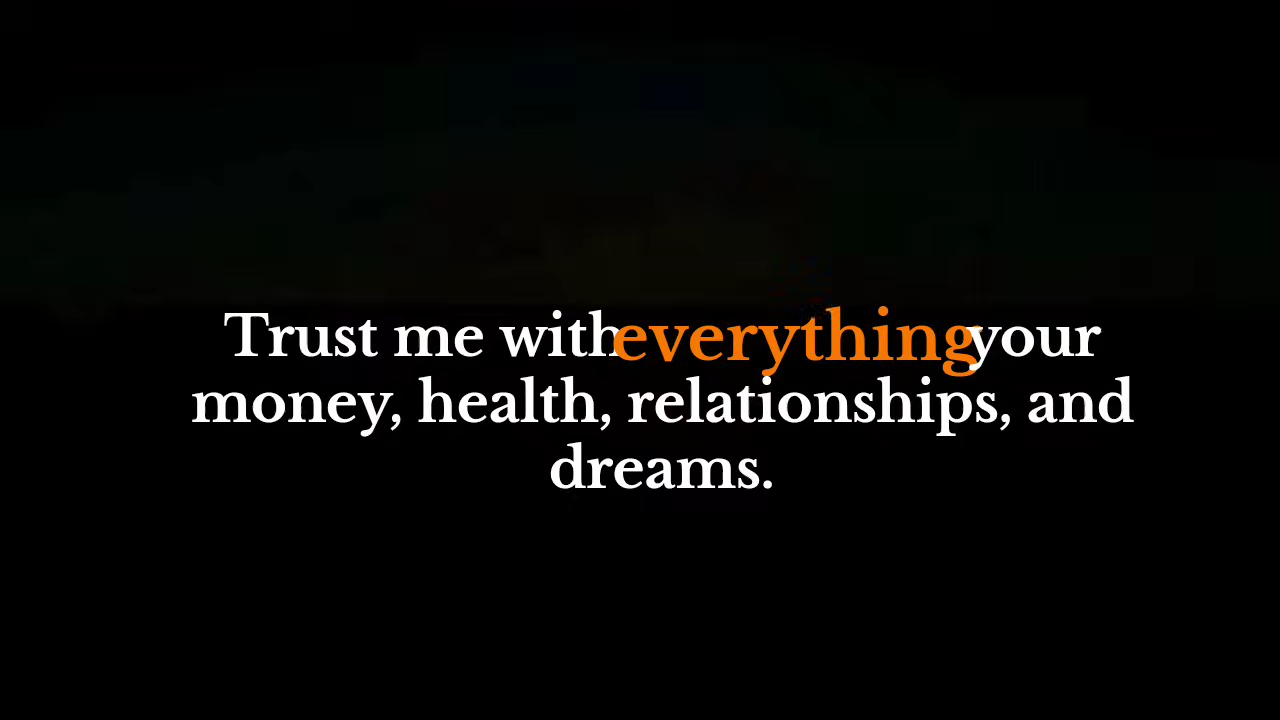 Trust me with everything your
money, health, relationships, and
dreams.